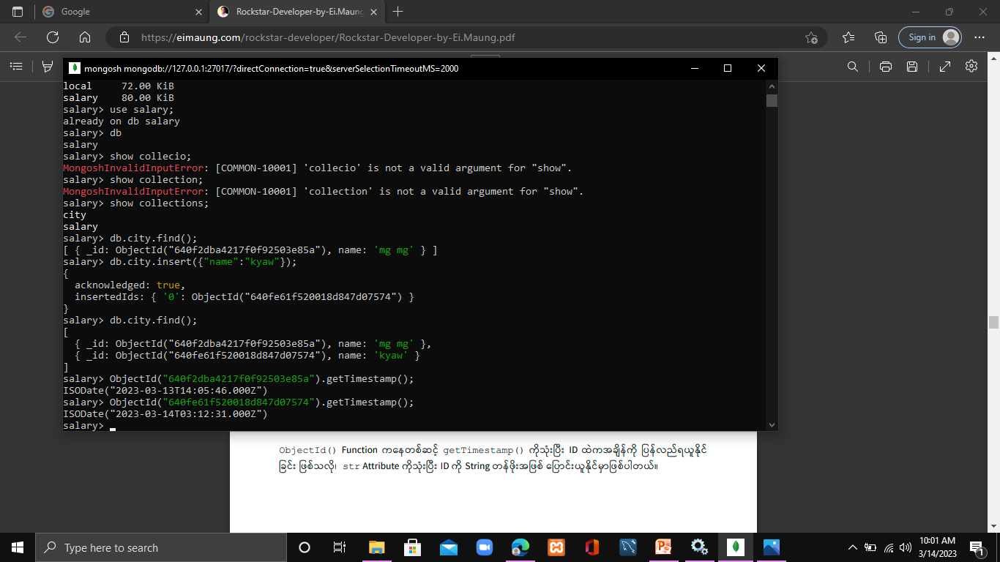 Google
Rockstar-Developer-by-Ei.Maung
https://eimaung.com/rockstar-developer/Rockstar-Developer-by-Ei.Maung.pdf
Sign in
mongosh mongodb://127.0.0.1:27017/?directConnection=true&serverSelectionTimeoutMS=2000
local 72.00 KiB
salary 80.00 KiB
salary> use salary;
already on db salary
salary> db
salary
salary> show collecio;
MongoshInvalidInputError: [COMMON-10001] 'collecio' is not a valid argument for "show".
salary> show collection;
MongoshInvalidInputError: [COMMON-10001] 'collection' is not a valid argument for "show".
salary> show collections;
city
salary
salary> db.city.find();
[ { _id: ObjectId("640f2dba4217f0f92503e85a"), name: 'mg mg' } ]
salary> db.city.insert({"name":"kyaw"});
{
acknowledged: true,
insertedIds: { '0': ObjectId("640fe61f520018d847d07574") }
}
salary> db.city.find();
[
{ _id: ObjectId("640f2dba4217f0f92503e85a"), name: 'mg mg' },
{ _id: ObjectId("640fe61f520018d847d07574"), name: 'kyaw' }
]
salary> ObjectId("640f2dba4217f0f92503e85a").getTimestamp();
ISODate("2023-03-13T14:05:46.000Z")
salary> ObjectId("640fe61f520018d847d07574").getTimestamp();
ISODate("2023-03-14T03:12:31.000Z")
salary>
ObjectId() Function ကနေတစ်ဆင့် getTimestamp() ကိုသုံးပြီး ID ထဲကအချိန်ကို ပြန်လည်ရယူနိုင်
ခြင်း ဖြစ်သလို၊ str Attribute ကိုသုံးပြီး ID ကို String တန်ဖိုးအဖြစ် ပြောင်းယူနိုင်မှာဖြစ်ပါတယ်။
Type here to search
10:01 AM
3/14/2023
1